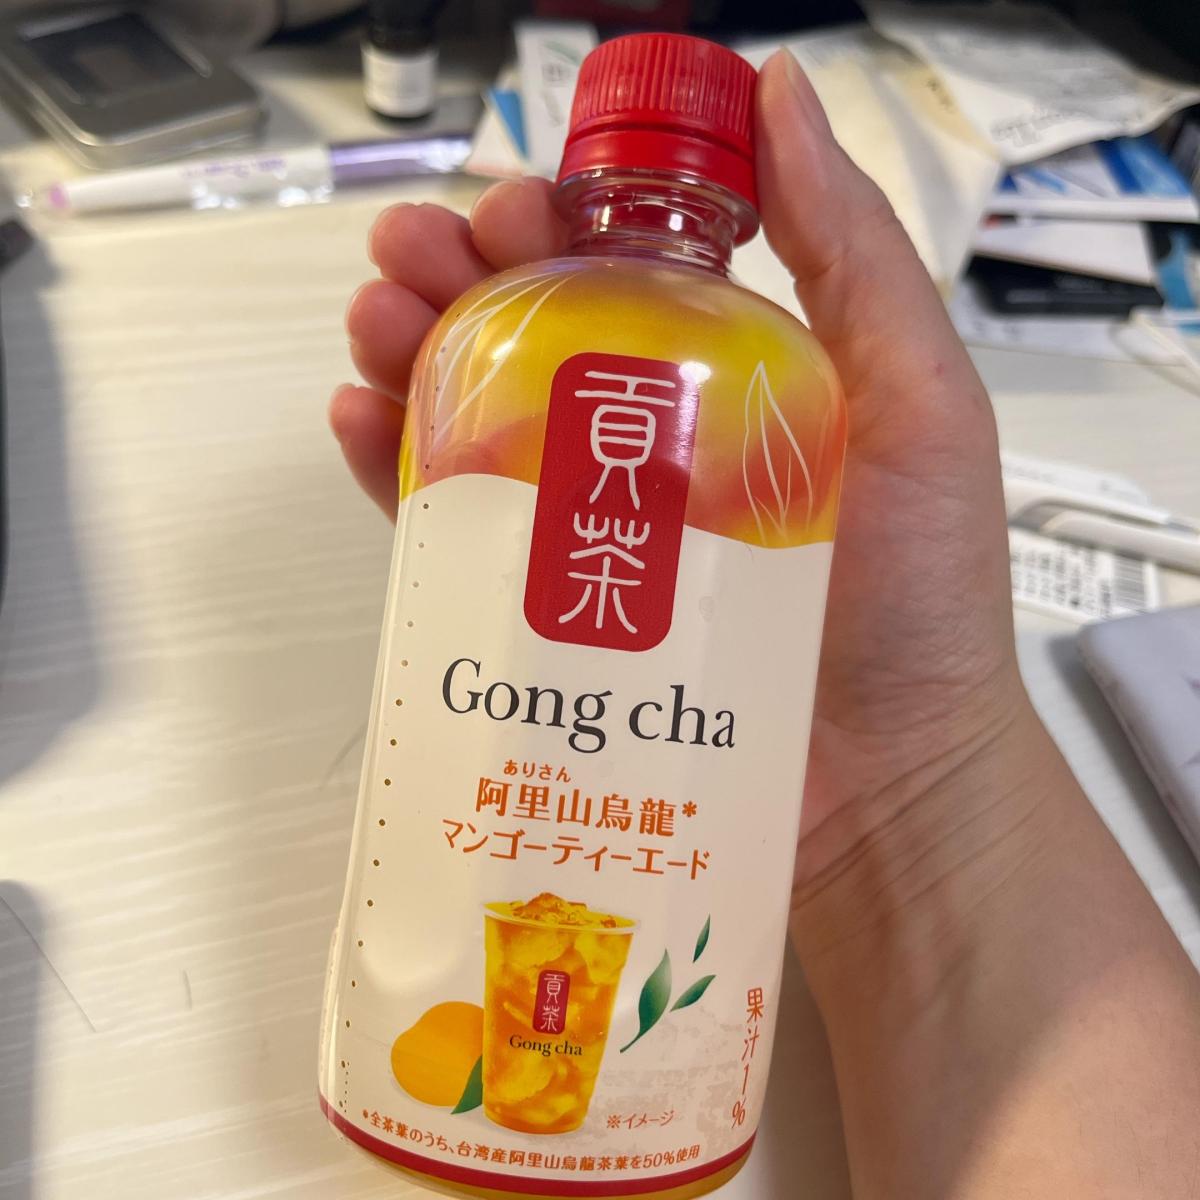 貢茶
Gong cha
ありさん
阿里山烏龍*
マンゴーティーエード
貢茶
Gong cha
果汁1%
※イメージ
*全茶葉のうち、台湾産阿里山烏龍茶葉を50%使用